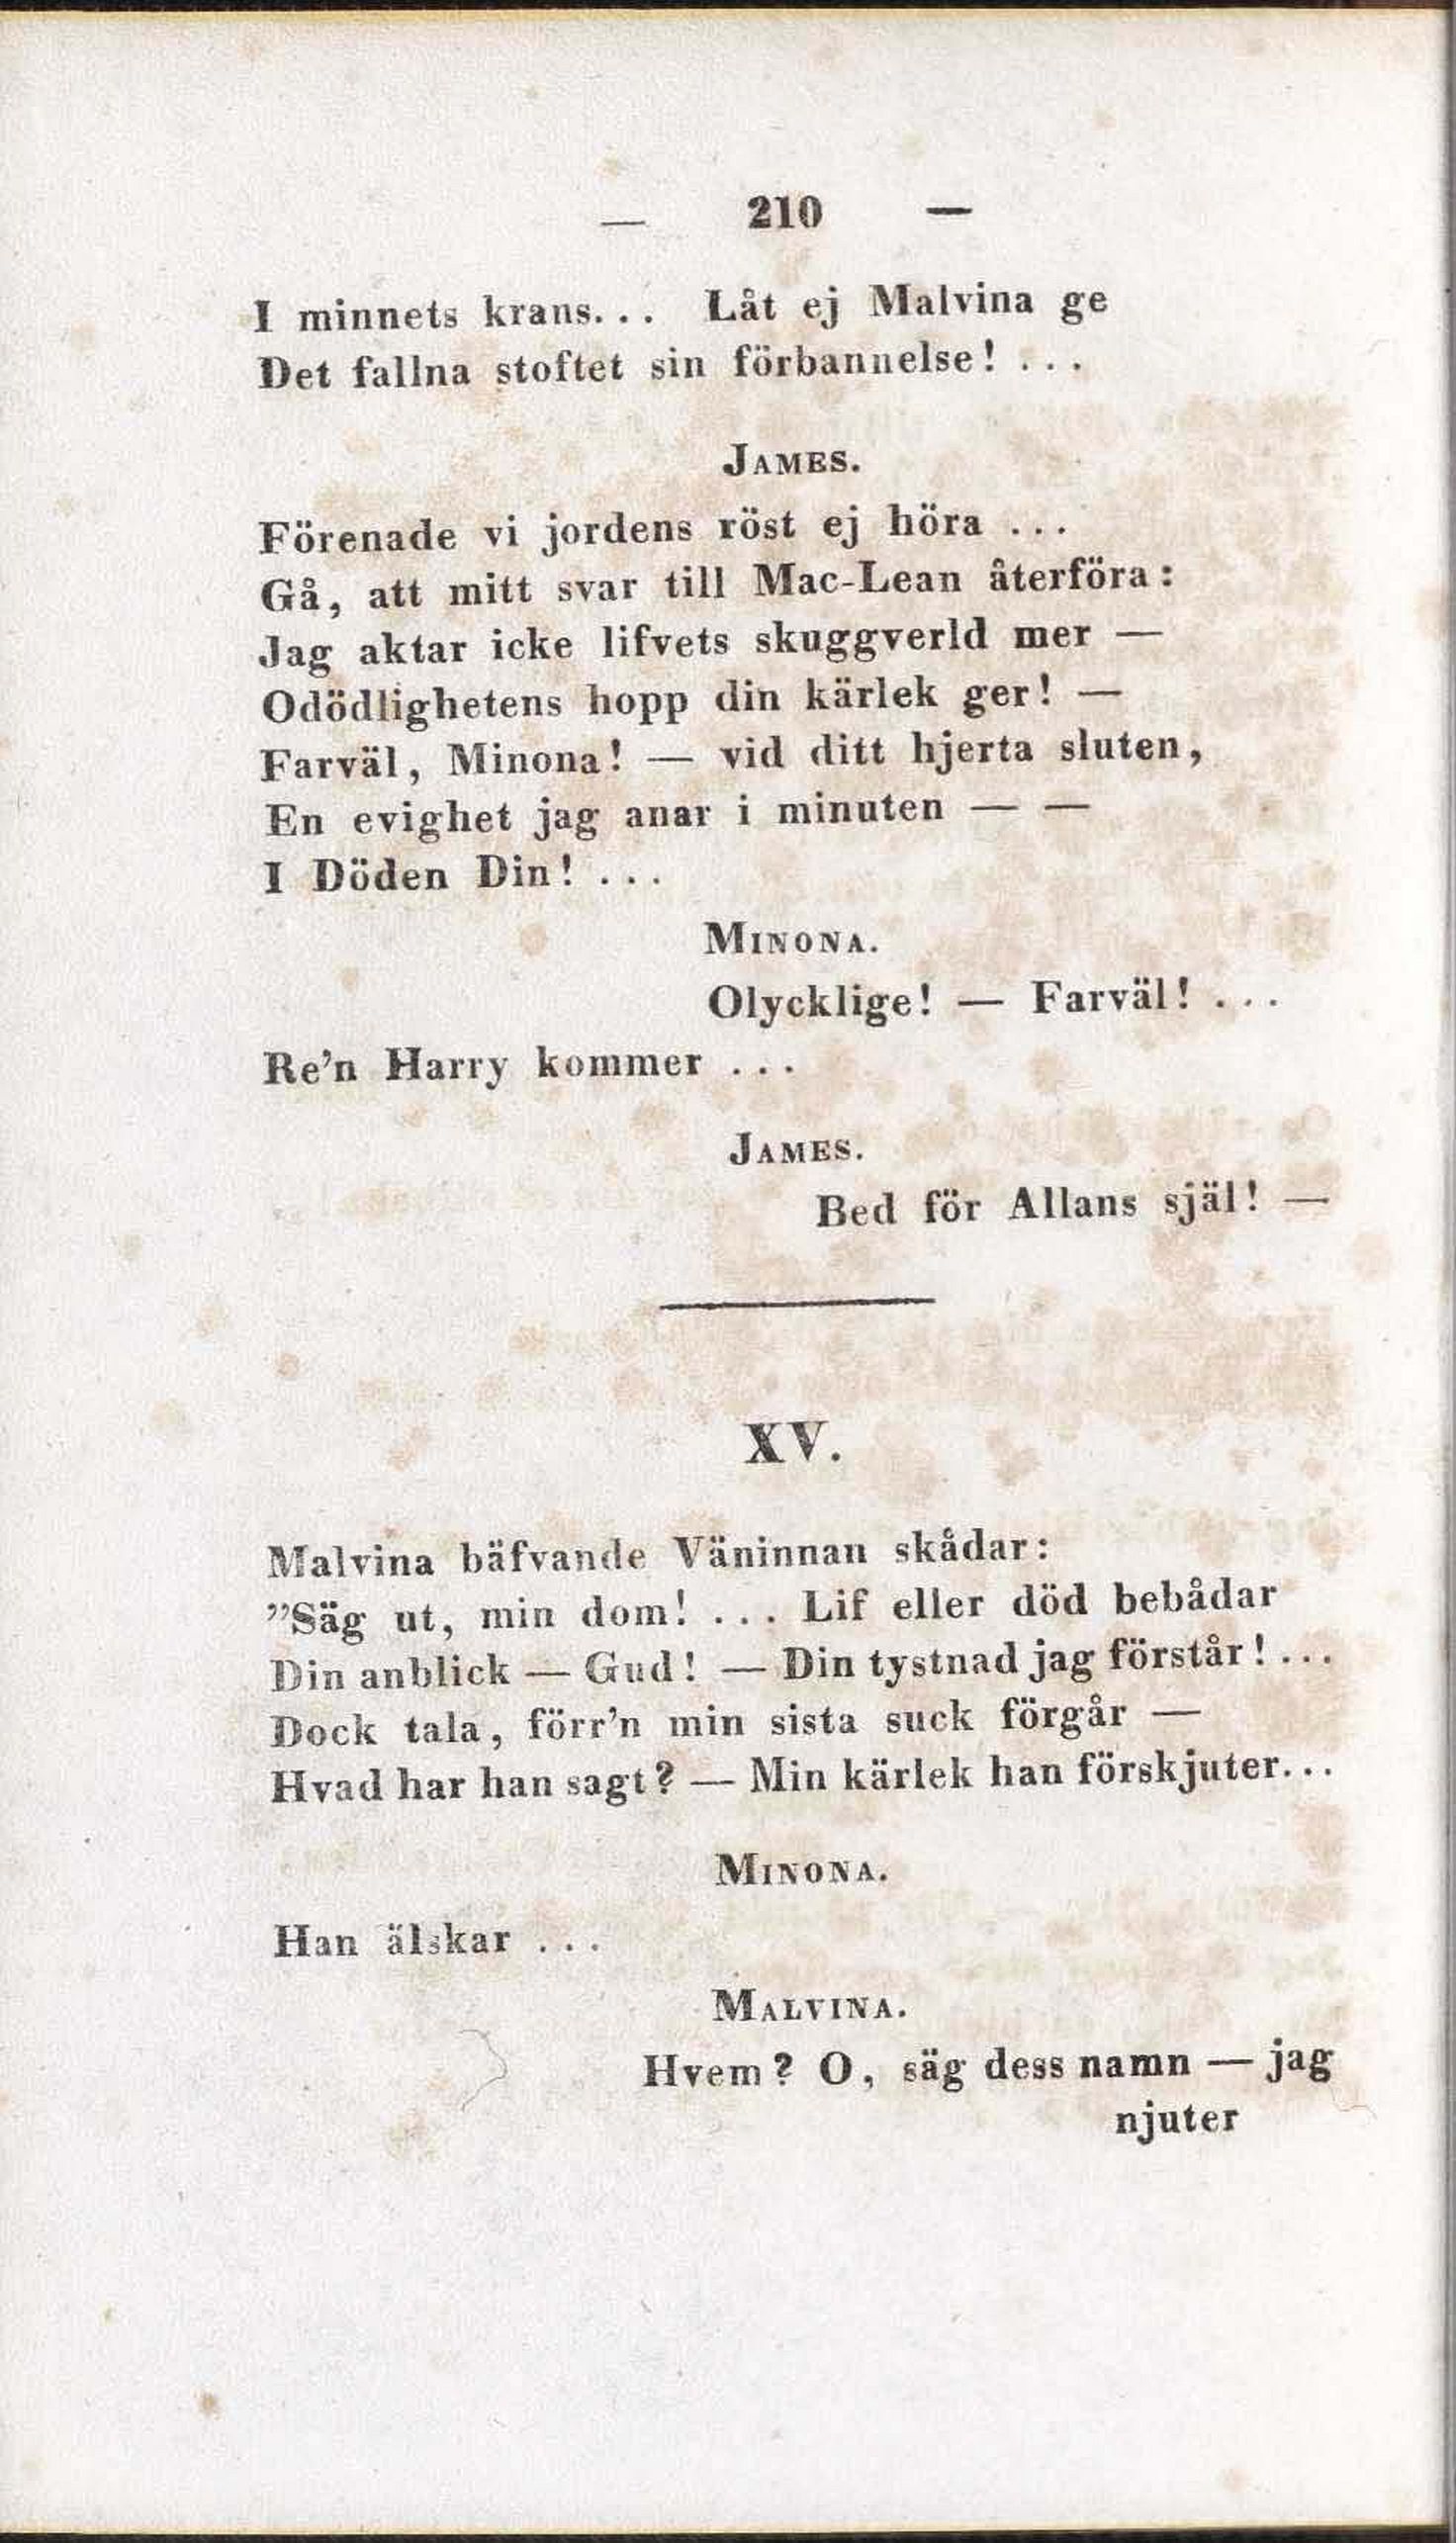 — 210 —
I minnets krans... Låt ej Malvina ge
Det fallna stoftet sin förbannelse! ...
JAMES.
Förenade vi jordens röst ej höra ...
Gå, att mitt svar till Mac-Lean återföra:
Jag aktar icke lifvets skuggverld mer —
Odödlighetens hopp din kärlek ger! —
Farväl, Minona! — vid ditt hjerta sluten,
En evighet jag anar i minuten — —
I Döden Din! ...
MINONA.
Olycklige! — Farväl! ...
Re'n Harry kommer ...
JAMES.
Bed för Allans själ! —
XV.
Malvina bäfvande Väninnan skådar:
”Säg ut, min dom! ... Lif eller död bebådar
Din anblick — Gud! — Din tystnad jag förstår! ...
Dock tala, förr'n min sista suck förgår —
Hvad har han sagt? — Min kärlek han förskjuter...
MINONA.
Han älskar ...
MALVINA.
Hvem? O, säg dess namn — jag
njuter